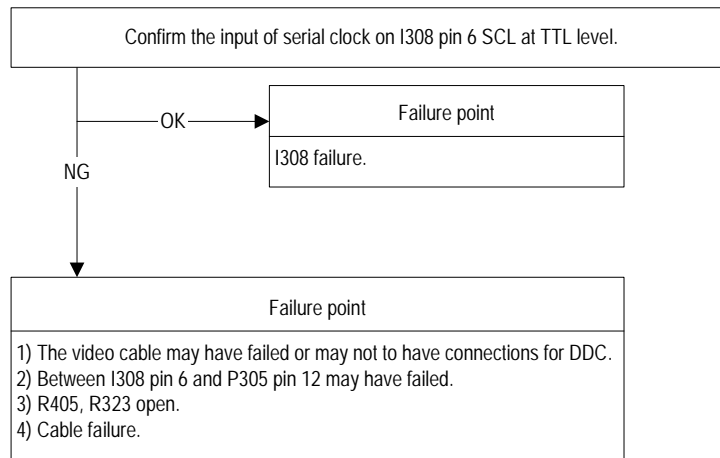 Confirm the input of serial clock on I308 pin 6 SCL at TTL level.
OK
Failure point
I308 failure.
NG
Failure point
1) The video cable may have failed or may not to have connections for DDC.
2) Between I308 pin 6 and P305 pin 12 may have failed.
3) R405, R323 open.
4) Cable failure.